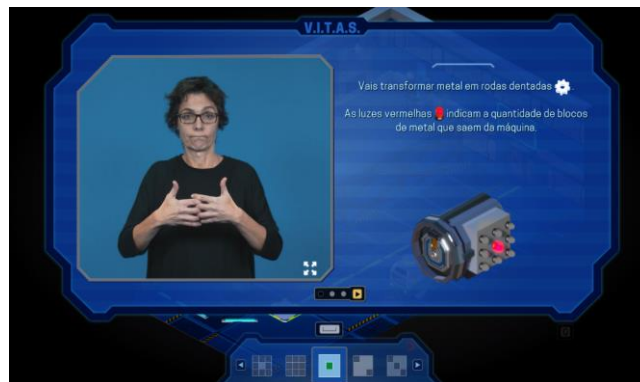 V.I.T.A.S.
Vais transformar metal em rodas dentadas.
As luzes vermelhas indicam a quantidade de blocos
de metal que saem da máquina.